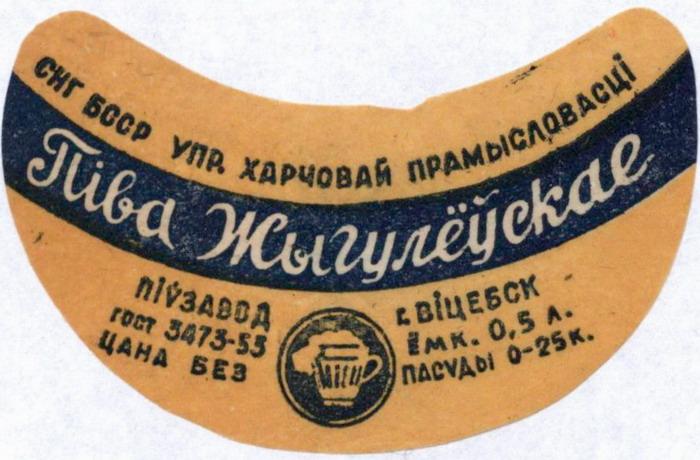 СНГ БССР УПР. ХАРЧОВАЙ ПРАМЫСЛОВАСЦІ
Піва Жыгулёўскае
ПІЎЗАВОД
ГОСТ 3473-53
ЦАНА БЕЗ
г. ВІЦЕБСК
ЁМК. 0,5 л.
ПАСУДЫ 0-25к.